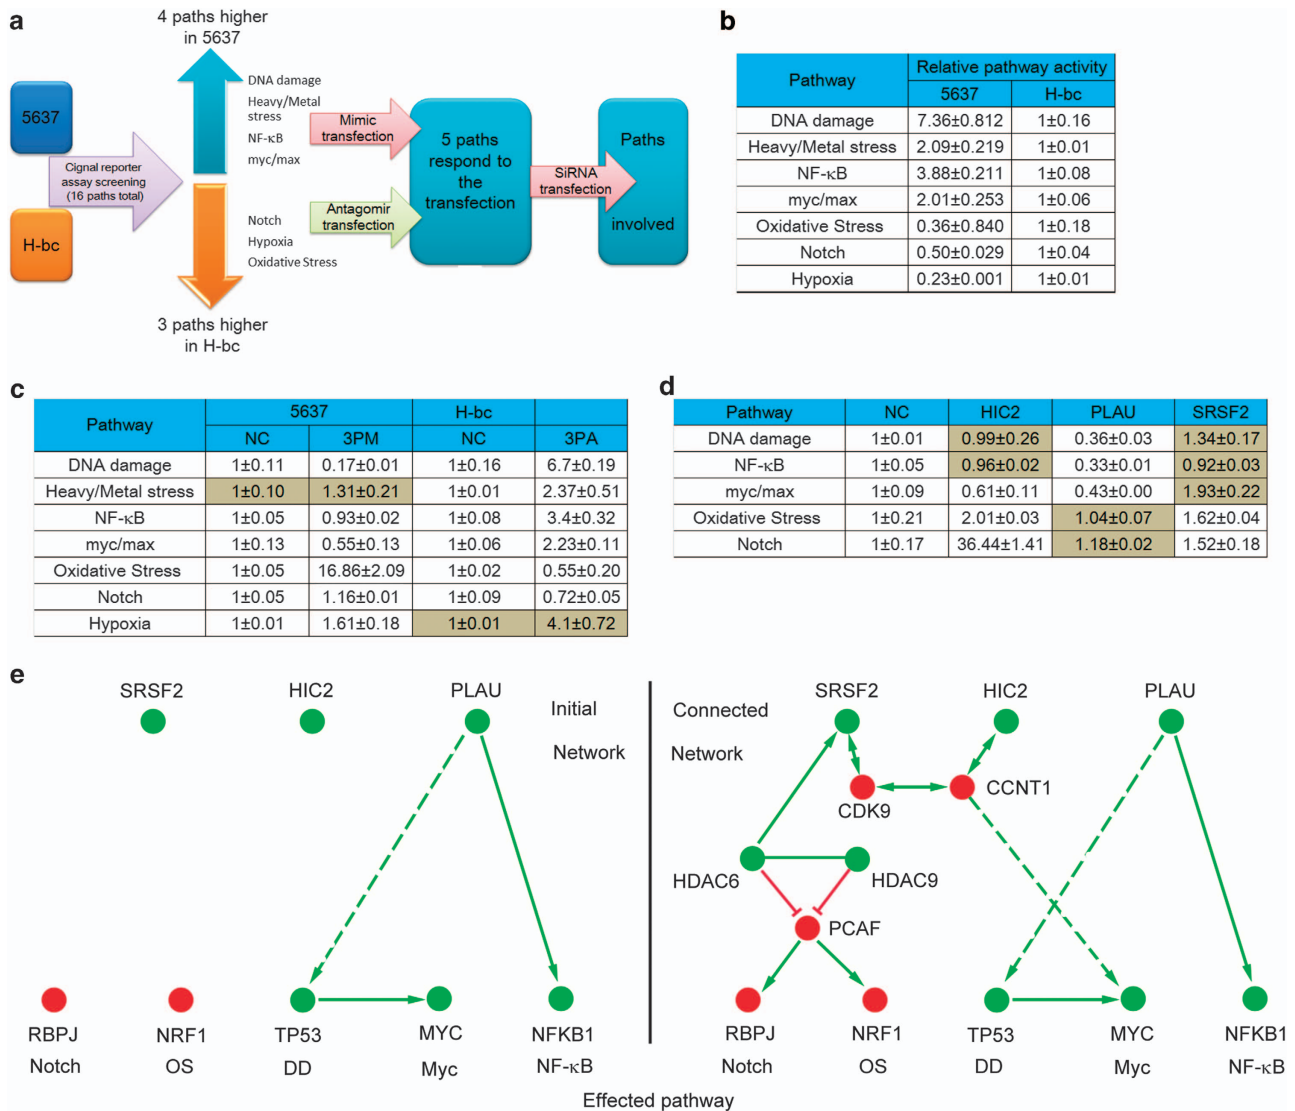 a
4 paths higher
in 5637
5637
H-bc
Cignal reporter
assay screening
(16 paths total)
DNA damage
Heavy/Metal
stress
NF-κB
myc/max
Notch
Hypoxia
Oxidative Stress
3 paths higher
in H-bc
Mimic
transfection
Antagomir
transfection
5 paths
respond to
the
transfection
SiRNA
transfection
Paths
involved
b
Pathway Relative pathway activity
5637 H-bc
DNA damage 7.36±0.812 1±0.16
Heavy/Metal stress 2.09±0.219 1±0.01
NF-κB 3.88±0.211 1±0.08
myc/max 2.01±0.253 1±0.06
Oxidative Stress 0.36±0.840 1±0.18
Notch 0.50±0.029 1±0.04
Hypoxia 0.23±0.001 1±0.01
c
Pathway 5637 H-bc
NC 3PM NC 3PA
DNA damage 1±0.11 0.17±0.01 1±0.16 6.7±0.19
Heavy/Metal stress 1±0.10 1.31±0.21 1±0.01 2.37±0.51
NF-κB 1±0.05 0.93±0.02 1±0.08 3.4±0.32
myc/max 1±0.13 0.55±0.13 1±0.06 2.23±0.11
Oxidative Stress 1±0.05 16.86±2.09 1±0.02 0.55±0.20
Notch 1±0.05 1.16±0.01 1±0.09 0.72±0.05
Hypoxia 1±0.01 1.61±0.18 1±0.01 4.1±0.72
d
Pathway NC HIC2 PLAU SRSF2
DNA damage 1±0.01 0.99±0.26 0.36±0.03 1.34±0.17
NF-κB 1±0.05 0.96±0.02 0.33±0.01 0.92±0.03
myc/max 1±0.09 0.61±0.11 0.43±0.00 1.93±0.22
Oxidative Stress 1±0.21 2.01±0.03 1.04±0.07 1.62±0.04
Notch 1±0.17 36.44±1.41 1.18±0.02 1.52±0.18
e
SRSF2 HIC2 PLAU
Initial
Network
RBPJ NRF1 TP53 MYC NFKB1
Notch OS DD Myc NF-κB
Connected
Network
SRSF2 HIC2 PLAU
CDK9 CCNT1
HDAC6 HDAC9
PCAF
RBPJ NRF1 TP53 MYC NFKB1
Notch OS DD Myc NF-κB
Effected pathway